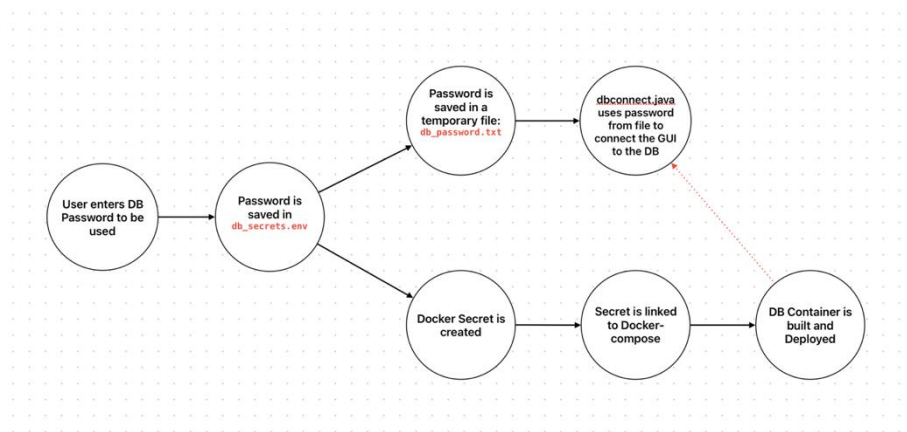 User enters DB
Password to be
used
Password is
saved in
db_secrets.env
Password is
saved in a
temporary file:
db_password.txt
dbconnect.java
uses password
from file to
connect the GUI
to the DB
Docker Secret is
created
Secret is linked
to Docker-
compose
DB Container is
built and
Deployed